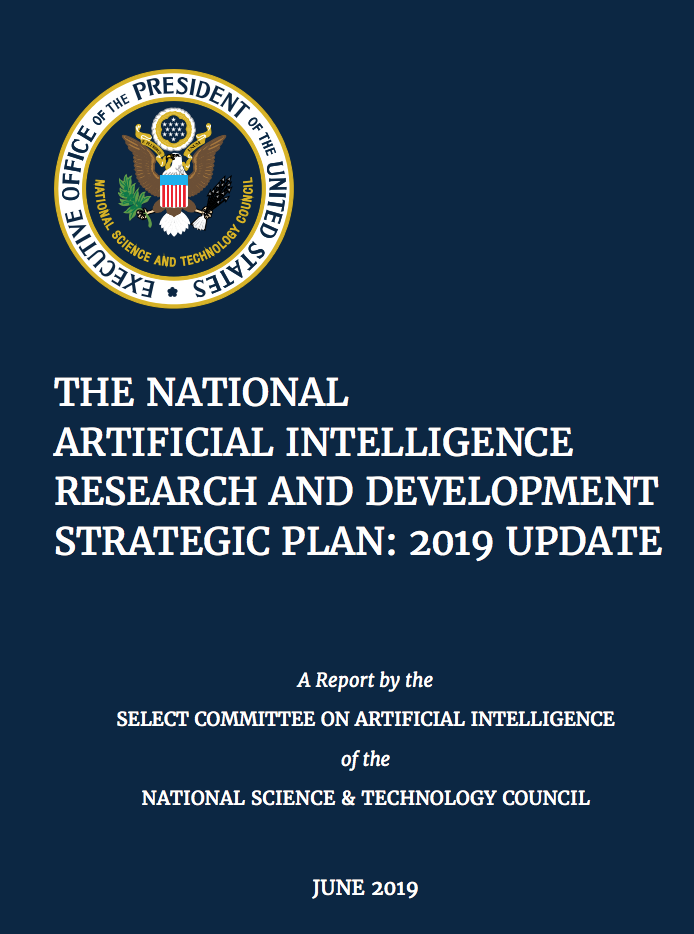 EXECUTIVE OFFICE OF THE PRESIDENT OF THE UNITED STATES
NATIONAL SCIENCE AND TECHNOLOGY COUNCIL
THE NATIONAL
ARTIFICIAL INTELLIGENCE
RESEARCH AND DEVELOPMENT
STRATEGIC PLAN: 2019 UPDATE
A Report by the
SELECT COMMITTEE ON ARTIFICIAL INTELLIGENCE
of the
NATIONAL SCIENCE & TECHNOLOGY COUNCIL
JUNE 2019